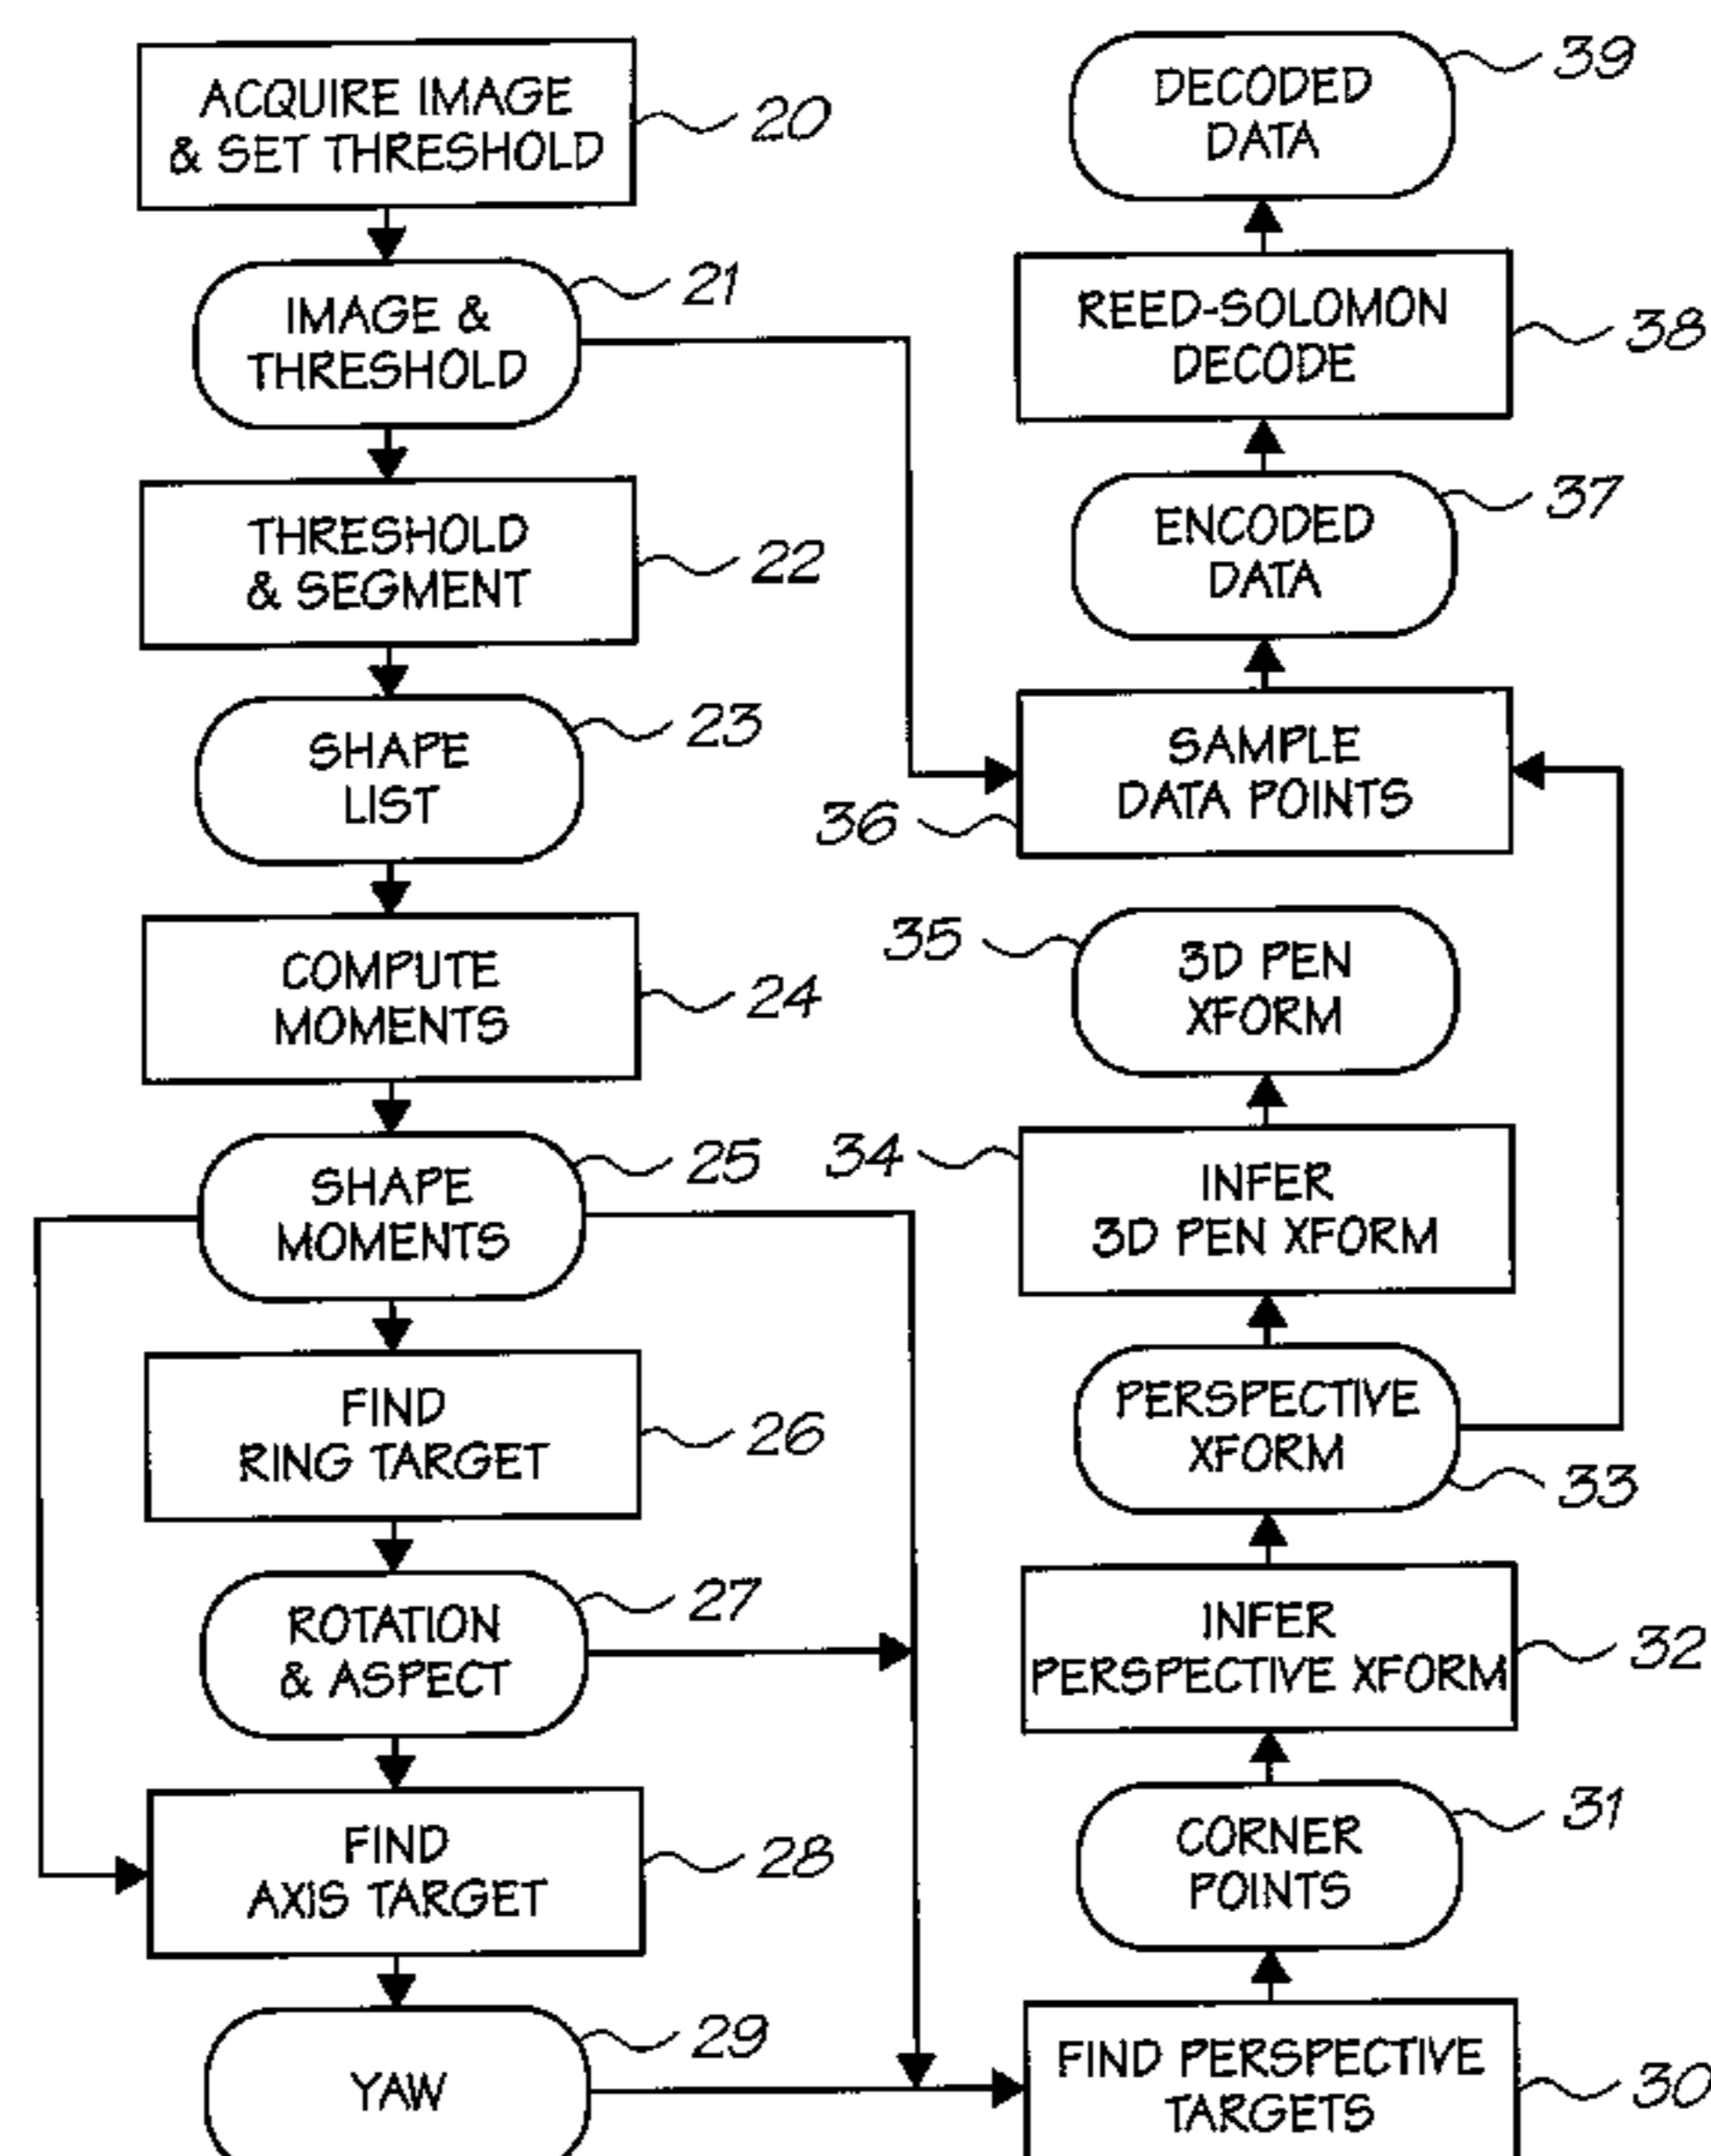 ACQUIRE IMAGE
& SET THRESHOLD
20
IMAGE &
THRESHOLD
21
THRESHOLD
& SEGMENT
22
SHAPE
LIST
23
COMPUTE
MOMENTS
24
SHAPE
MOMENTS
25
FIND
RING TARGET
26
ROTATION
& ASPECT
27
FIND
AXIS TARGET
28
YAW
29
FIND PERSPECTIVE
TARGETS
30
CORNER
POINTS
31
INFER
PERSPECTIVE XFORM
32
PERSPECTIVE
XFORM
33
INFER
3D PEN XFORM
34
3D PEN
XFORM
35
SAMPLE
DATA POINTS
36
ENCODED
DATA
37
REED-SOLOMON
DECODE
38
DECODED
DATA
39